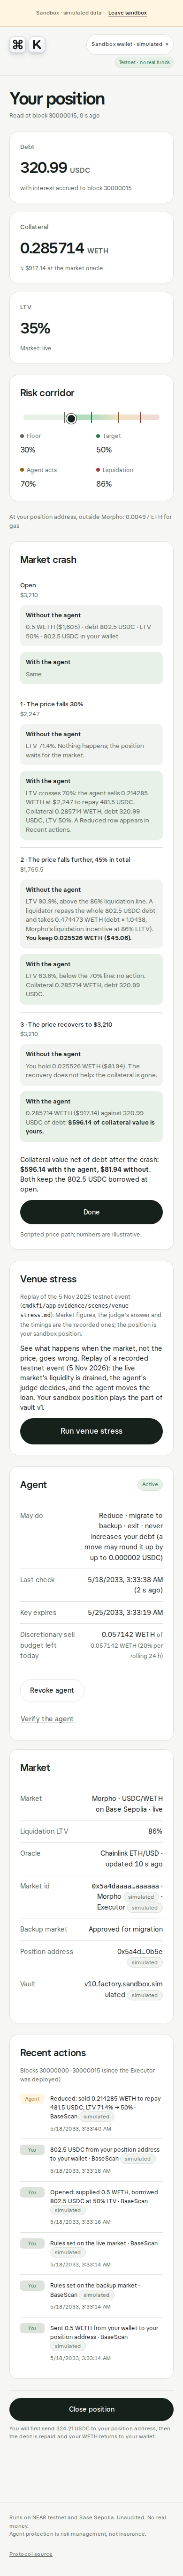 Sandbox · simulated data · Leave sandbox
⌘ K
Sandbox wallet · simulated
Testnet · no real funds
Your position
Read at block 30000015, 0 s ago
Debt
320.99 USDC
with interest accrued to block 30000015
Collateral
0.285714 WETH
≈ $917.14 at the market oracle
LTV
35%
Market: live
Risk corridor
Floor
30%
Target
50%
Agent acts
70%
Liquidation
86%
At your position address, outside Morpho: 0.00497 ETH for
gas
Market crash
Open
$3,210
Without the agent
0.5 WETH ($1,605) · debt 802.5 USDC · LTV
50% · 802.5 USDC in your wallet
With the agent
Same
1 · The price falls 30%
$2,247
Without the agent
LTV 71.4%. Nothing happens; the position
waits for the market.
With the agent
LTV crosses 70%: the agent sells 0.214285
WETH at $2,247 to repay 481.5 USDC.
Collateral 0.285714 WETH, debt 320.99
USDC, LTV 50%. A Reduced row appears in
Recent actions.
2 · The price falls further, 45% in total
$1,765.5
Without the agent
LTV 90.9%, above the 86% liquidation line. A
liquidator repays the whole 802.5 USDC debt
and takes 0.474473 WETH (debt × 1.0438,
Morpho's liquidation incentive at 86% LLTV).
You keep 0.025526 WETH ($45.06).
With the agent
LTV 63.6%, below the 70% line: no action.
Collateral 0.285714 WETH, debt 320.99
USDC.
3 · The price recovers to $3,210
$3,210
Without the agent
You hold 0.025526 WETH ($81.94). The
recovery does not help: the collateral is gone.
With the agent
0.285714 WETH ($917.14) against 320.99
USDC of debt: $596.14 of collateral value is
yours.
Collateral value net of debt after the crash:
$596.14 with the agent, $81.94 without.
Both keep the 802.5 USDC borrowed at
open.
Done
Scripted price path; numbers are illustrative.
Venue stress
Replay of the 5 Nov 2026 testnet event
(cmdkfi/app evidence/scenes/venue-
stress.md). Market figures, the judge's answer and
the timings are the recorded ones; the position is
your sandbox position.
See what happens when the market, not the
price, goes wrong. Replay of a recorded
testnet event (5 Nov 2026): the live
market's liquidity is drained, the agent's
judge decides, and the agent moves the
loan. Your sandbox position plays the part of
vault v1.
Run venue stress
Agent
Active
May do
Reduce · migrate to
backup · exit · never
increases your debt (a
move may round it up by
up to 0.000002 USDC)
Last check
5/18/2033, 3:33:38 AM
(2 s ago)
Key expires
5/25/2033, 3:33:19 AM
Discretionary sell
budget left
today
0.057142 WETH of
0.057142 WETH (20% per
rolling 24 h)
Revoke agent
Verify the agent
Market
Market
Morpho · USDC/WETH
on Base Sepolia · live
Liquidation LTV
86%
Oracle
Chainlink ETH/USD ·
updated 10 s ago
Market id
0x5a4daaaa…aaaaaa ·
Morpho simulated ·
Executor simulated
Backup market
Approved for migration
Position address
0x5a4d…0b5e
simulated
Vault
v10.factory.sandbox.sim
ulated simulated
Recent actions
Blocks 30000000–30000015 (since the Executor
was deployed)
Agent
Reduced: sold 0.214285 WETH to repay
481.5 USDC, LTV 71.4% → 50% ·
BaseScan simulated
5/18/2033, 3:33:40 AM
You
802.5 USDC from your position address
to your wallet · BaseScan simulated
5/18/2033, 3:33:18 AM
You
Opened: supplied 0.5 WETH, borrowed
802.5 USDC at 50% LTV · BaseScan
simulated
5/18/2033, 3:33:16 AM
You
Rules set on the live market · BaseScan
simulated
5/18/2033, 3:33:14 AM
You
Rules set on the backup market ·
BaseScan simulated
5/18/2033, 3:33:14 AM
You
Sent 0.5 WETH from your wallet to your
position address · BaseScan
simulated
5/18/2033, 3:33:14 AM
Close position
You will first send 324.21 USDC to your position address, then
the debt is repaid and your WETH returns to your wallet.
Runs on NEAR testnet and Base Sepolia. Unaudited. No real
money.
Agent protection is risk management, not insurance.
Protocol source